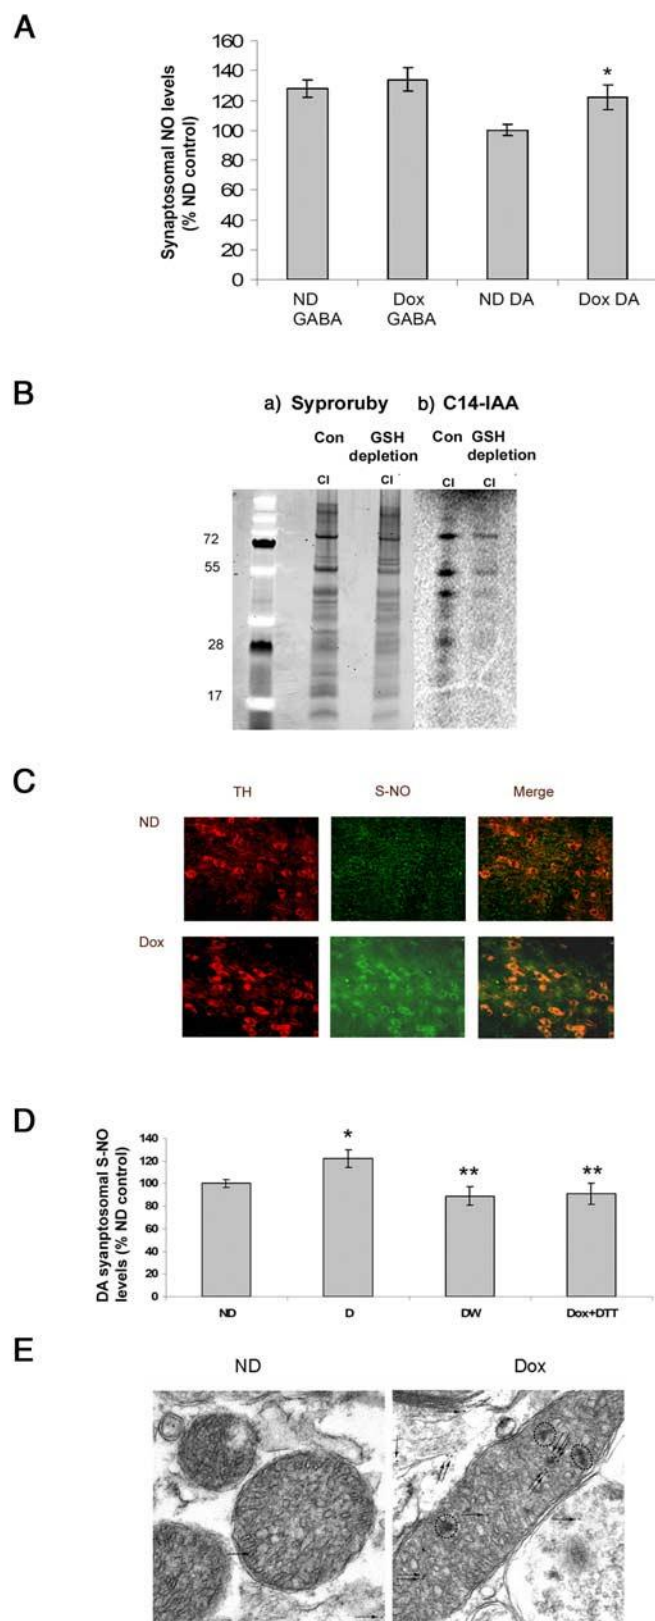 A
Synaptosomal NO levels
(% ND control)
160
140
120
100
80
60
40
20
0
*
ND GABA
Dox GABA
ND DA
Dox DA
B
a) Syproruby
b) C14-IAA
Con
GSH depletion
Con
GSH depletion
CI
CI
CI
CI
72
55
28
17
C
TH
S-NO
Merge
ND
Dox
D
DA syanptosomal S-NO
levels (% ND control)
140
120
100
80
60
40
20
0
*
**
**
ND
D
DW
Dox+DTT
E
ND
Dox